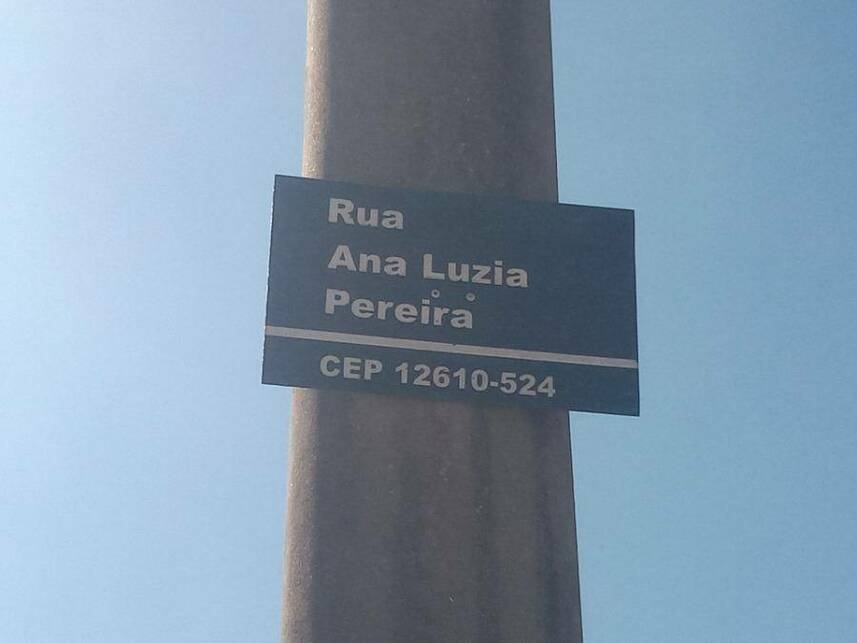 Rua
Ana Luzia
Pereira
CEP 12610-524